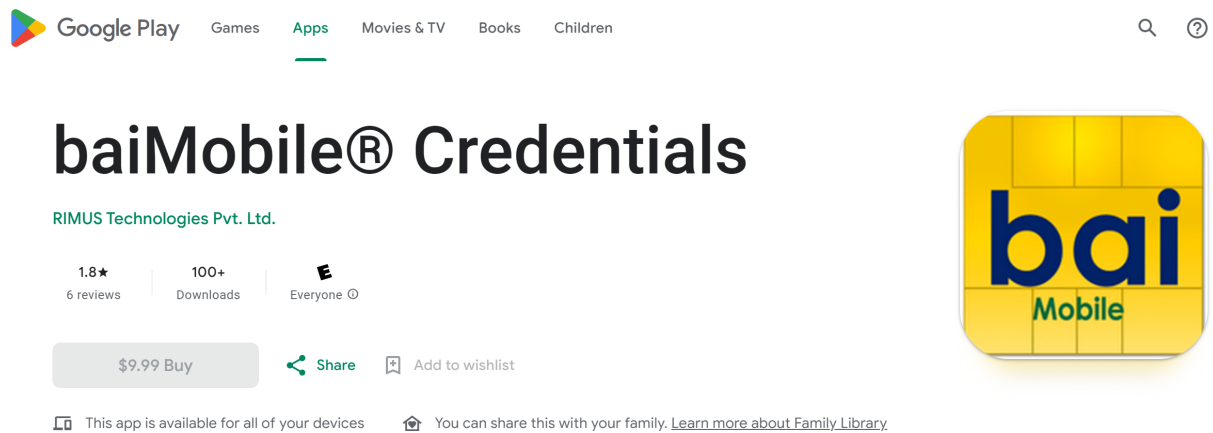 Google Play Games Apps Movies & TV Books Children
baiMobile® Credentials
RIMUS Technologies Pvt. Ltd.
1.8★ 100+ E
6 reviews Downloads Everyone
bai
Mobile
$9.99 Buy Share Add to wishlist
This app is available for all of your devices You can share this with your family. Learn more about Family Library